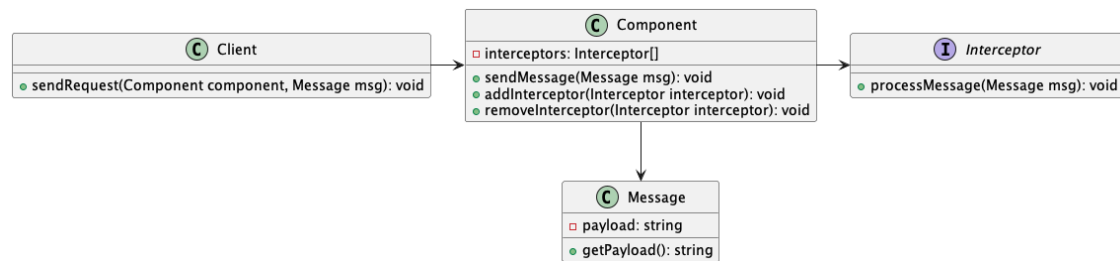 C Client
+ sendRequest(Component component, Message msg): void
C Component
interceptors: Interceptor[]
sendMessage(Message msg): void
addInterceptor(Interceptor interceptor): void
removeInterceptor(Interceptor interceptor): void
I Interceptor
processMessage(Message msg): void
C Message
payload: string
getPayload(): string